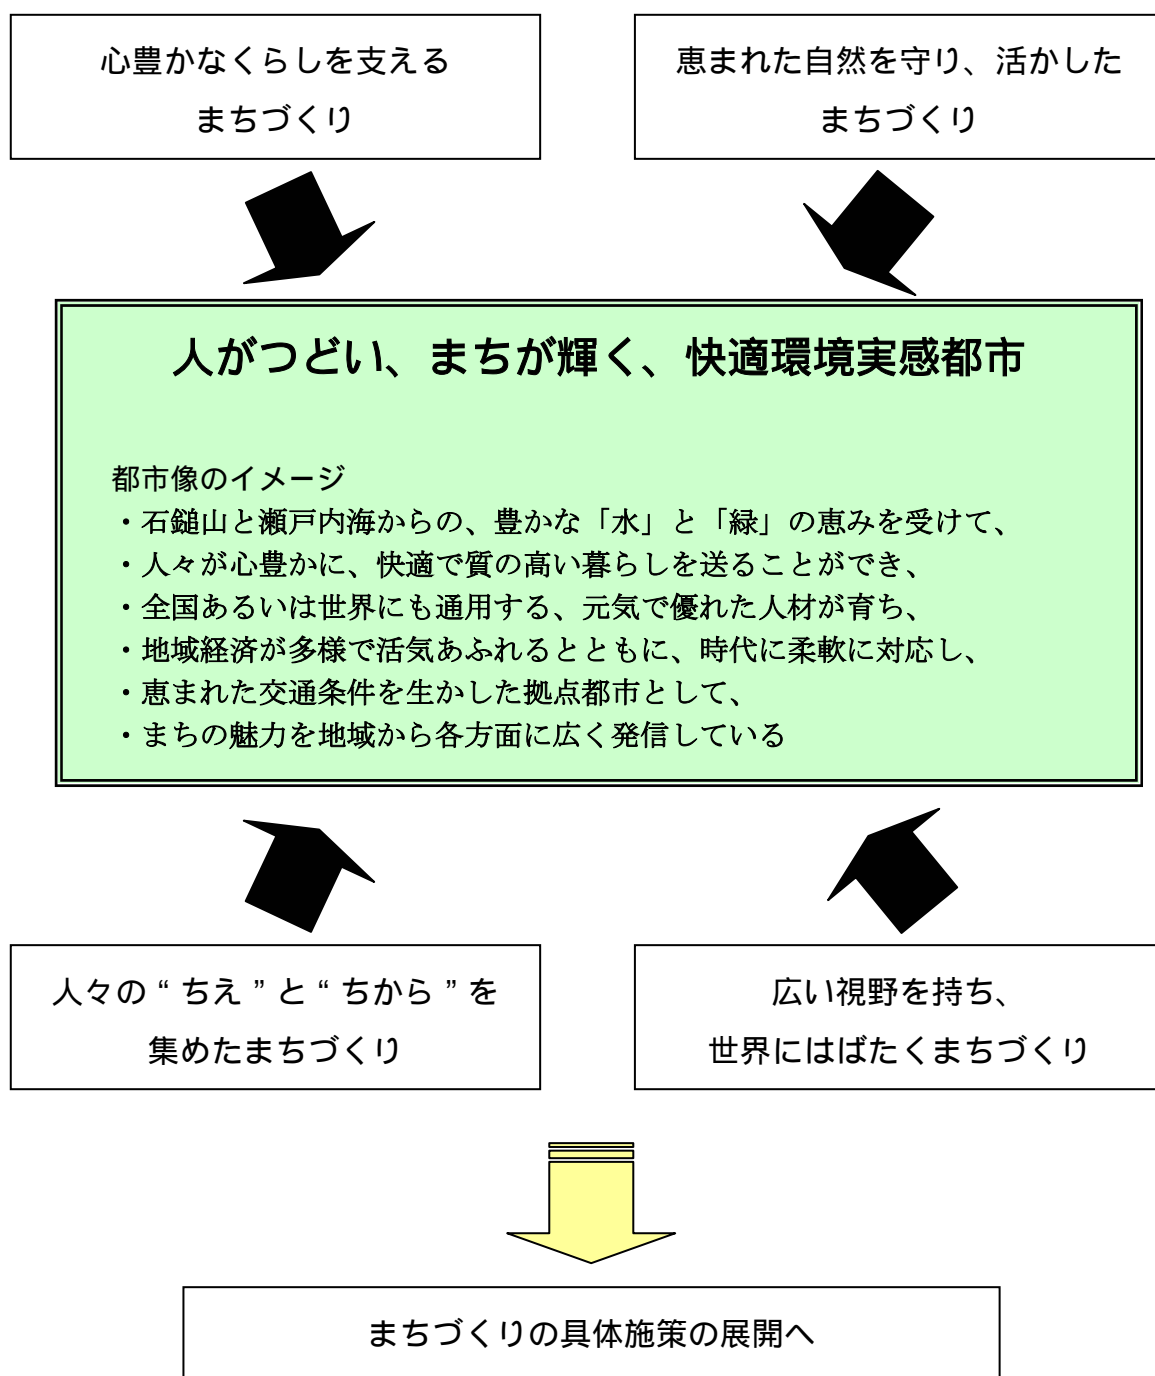 心豊かなくらしを支える
まちづくり
恵まれた自然を守り、活かした
まちづくり
人がつどい、まちが輝く、快適環境実感都市
都市像のイメージ
・石鎚山と瀬戸内海からの、豊かな「水」と「緑」の恵みを受けて、
・人々が心豊かに、快適で質の高い暮らしを送ることができ、
・全国あるいは世界にも通用する、元気で優れた人材が育ち、
・地域経済が多様で活気あふれるとともに、時代に柔軟に対応し、
・恵まれた交通条件を生かした拠点都市として、
・まちの魅力を地域から各方面に広く発信している
人々の“ちえ”と“ちから”を
集めたまちづくり
広い視野を持ち、
世界にはばたくまちづくり
まちづくりの具体施策の展開へ